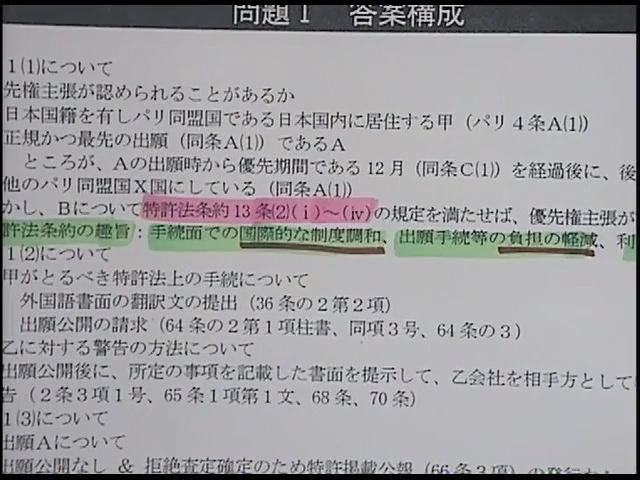 問題Ⅰ 答案構成
1(1)について
先権主張が認められることがあるか
日本国籍を有しパリ同盟国である日本国内に居住する甲（パリ4条A(1)）
正規かつ最先の出願（同条A(1)）であるA
ところが、Aの出願時から優先期間である12月（同条C(1)）を経過後に、後
他のパリ同盟国X国にしている（同条A(1)）
かし、Bについて特許法条約13条(2)(ⅰ)～(ⅳ)の規定を満たせば、優先権主張が
許法条約の趣旨：手続面での国際的な制度調和、出願手続等の負担の軽減、利
1(2)について
甲がとるべき特許法上の手続について
外国語書面の翻訳文の提出（36条の2第2項）
出願公開の請求（64条の2第1項柱書、同項3号、64条の3）
乙に対する警告の方法について
出願公開後に、所定の事項を記載した書面を提示して、乙会社を相手方として
告（2条3項1号、65条1項第1文、68条、70条）
1(3)について
出願Aについて
出願公開なし & 拒絶査定確定のため特許掲載公報（66条3項）の発行